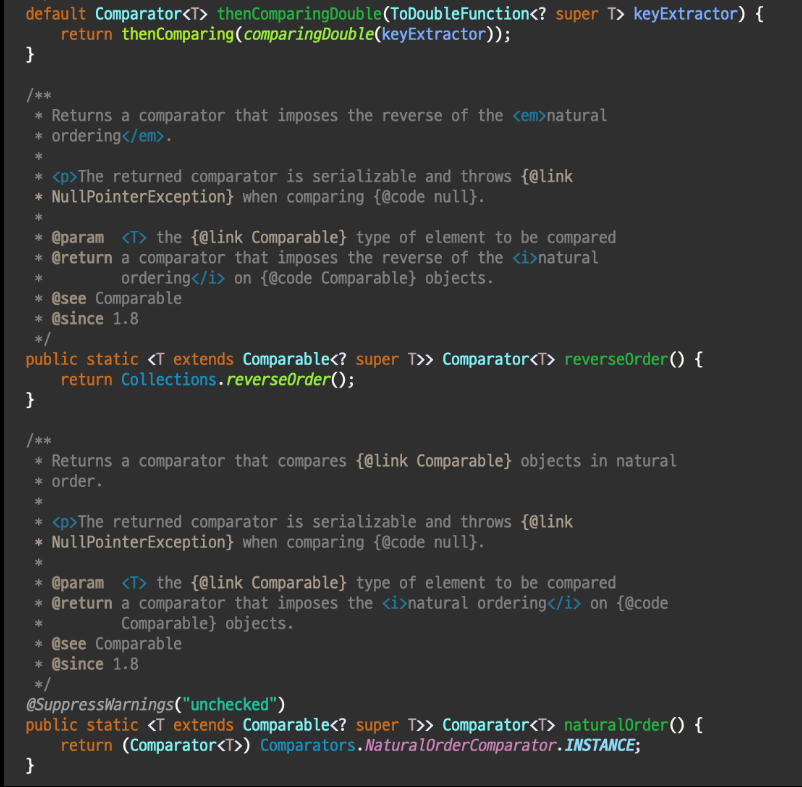 default Comparator<T> thenComparingDouble(ToDoubleFunction<? super T> keyExtractor) {
    return thenComparing(comparingDouble(keyExtractor));
}

/**
 * Returns a comparator that imposes the reverse of the <em>natural
 * ordering</em>.
 *
 * <p>The returned comparator is serializable and throws {@link
 * NullPointerException} when comparing {@code null}.
 *
 * @param  <T> the {@link Comparable} type of element to be compared
 * @return a comparator that imposes the reverse of the <i>natural
 *         ordering</i> on {@code Comparable} objects.
 * @see Comparable
 * @since 1.8
 */
public static <T extends Comparable<? super T>> Comparator<T> reverseOrder() {
    return Collections.reverseOrder();
}

/**
 * Returns a comparator that compares {@link Comparable} objects in natural
 * order.
 *
 * <p>The returned comparator is serializable and throws {@link
 * NullPointerException} when comparing {@code null}.
 *
 * @param  <T> the {@link Comparable} type of element to be compared
 * @return a comparator that imposes the <i>natural ordering</i> on {@code
 *         Comparable} objects.
 * @see Comparable
 * @since 1.8
 */
@SuppressWarnings("unchecked")
public static <T extends Comparable<? super T>> Comparator<T> naturalOrder() {
    return (Comparator<T>) Comparators.NaturalOrderComparator.INSTANCE;
}